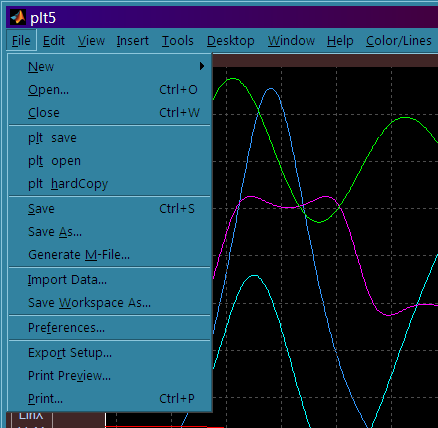 plt5
File Edit View Insert Tools Desktop Window Help Color/Lines
New
Open... Ctrl+O
Close Ctrl+W
plt save
plt open
plt hardCopy
Save Ctrl+S
Save As...
Generate M-File...
Import Data...
Save Workspace As...
Preferences...
Export Setup...
Print Preview...
Print... Ctrl+P
LinX